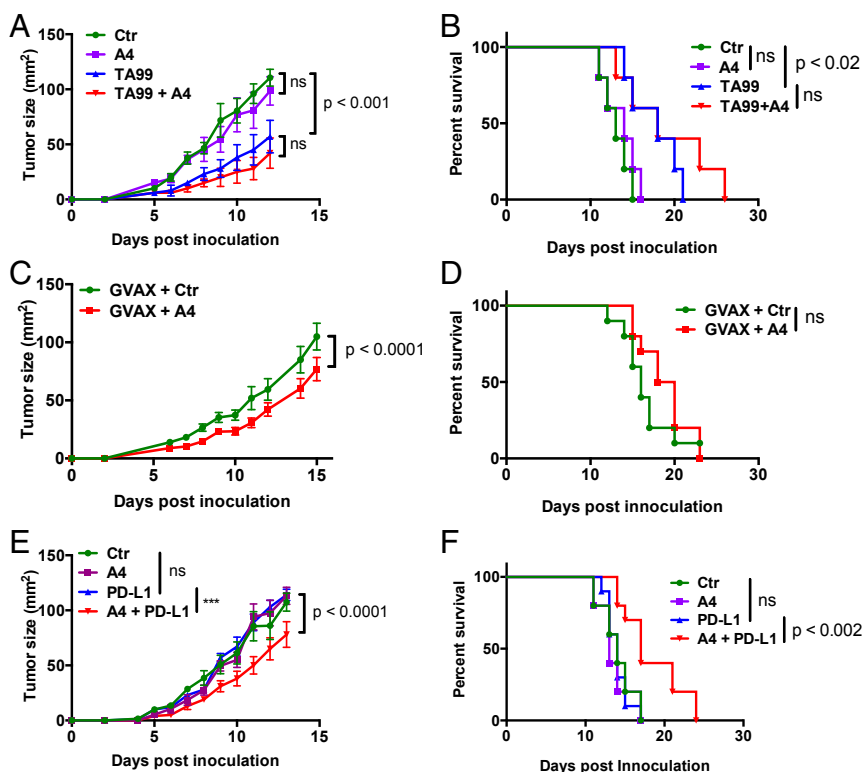 A
Tumor size (mm²)
150
100
50
0
0 5 10 15
Days post inoculation
Ctr
A4
TA99
TA99 + A4
ns
ns
p < 0.001
B
Percent survival
100
50
0
0 10 20 30
Days post inoculation
Ctr
A4
TA99
TA99+A4
ns
p < 0.02
ns
C
Tumor size (mm²)
150
100
50
0
0 5 10 15
Days post inoculation
GVAX + Ctr
GVAX + A4
p < 0.0001
D
Percent survival
100
50
0
0 10 20 30
Days post innoculation
GVAX + Ctr
GVAX + A4
ns
E
Tumor size (mm²)
150
100
50
0
0 5 10 15
Days post inoculation
Ctr
A4
PD-L1
A4 + PD-L1
ns
***
p < 0.0001
F
Percent survival
100
50
0
0 10 20 30
Days post Innoculation
Ctr
A4
PD-L1
A4 + PD-L1
ns
p < 0.002